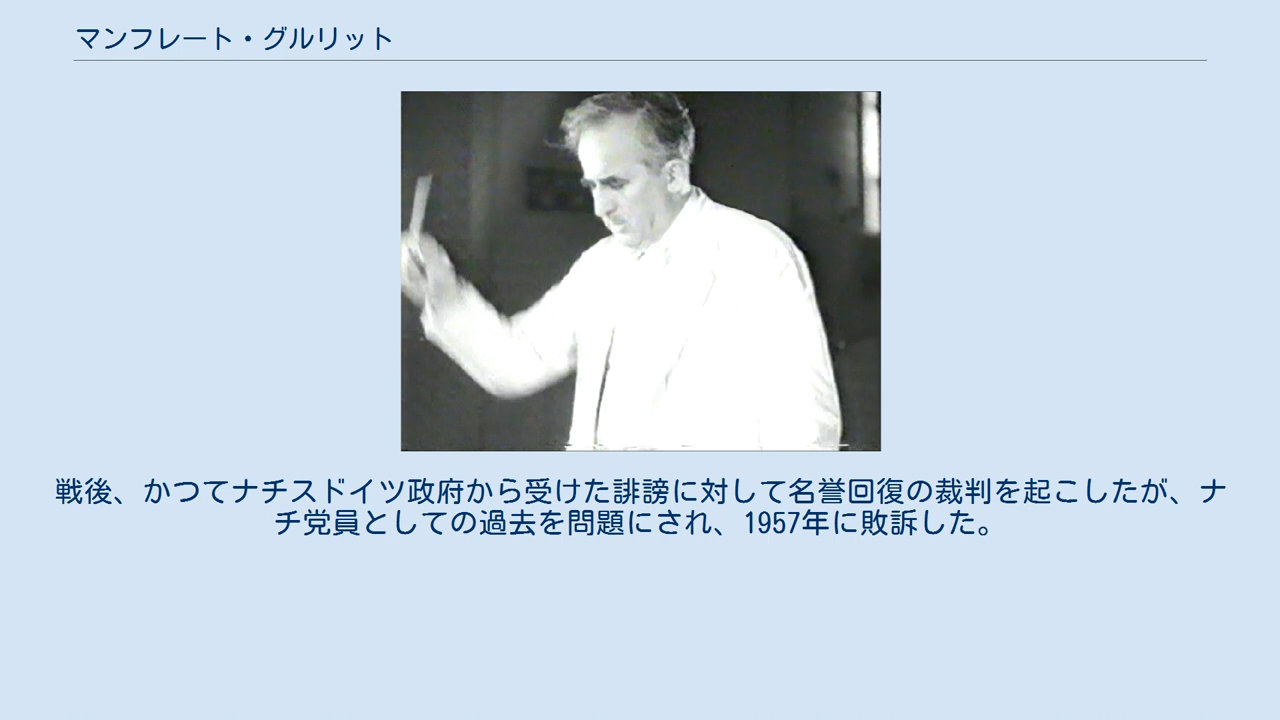 マンフレート・グルリット
戦後、かつてナチスドイツ政府から受けた誹謗に対して名誉回復の裁判を起こしたが、ナ
チ党員としての過去を問題にされ、1957年に敗訴した。